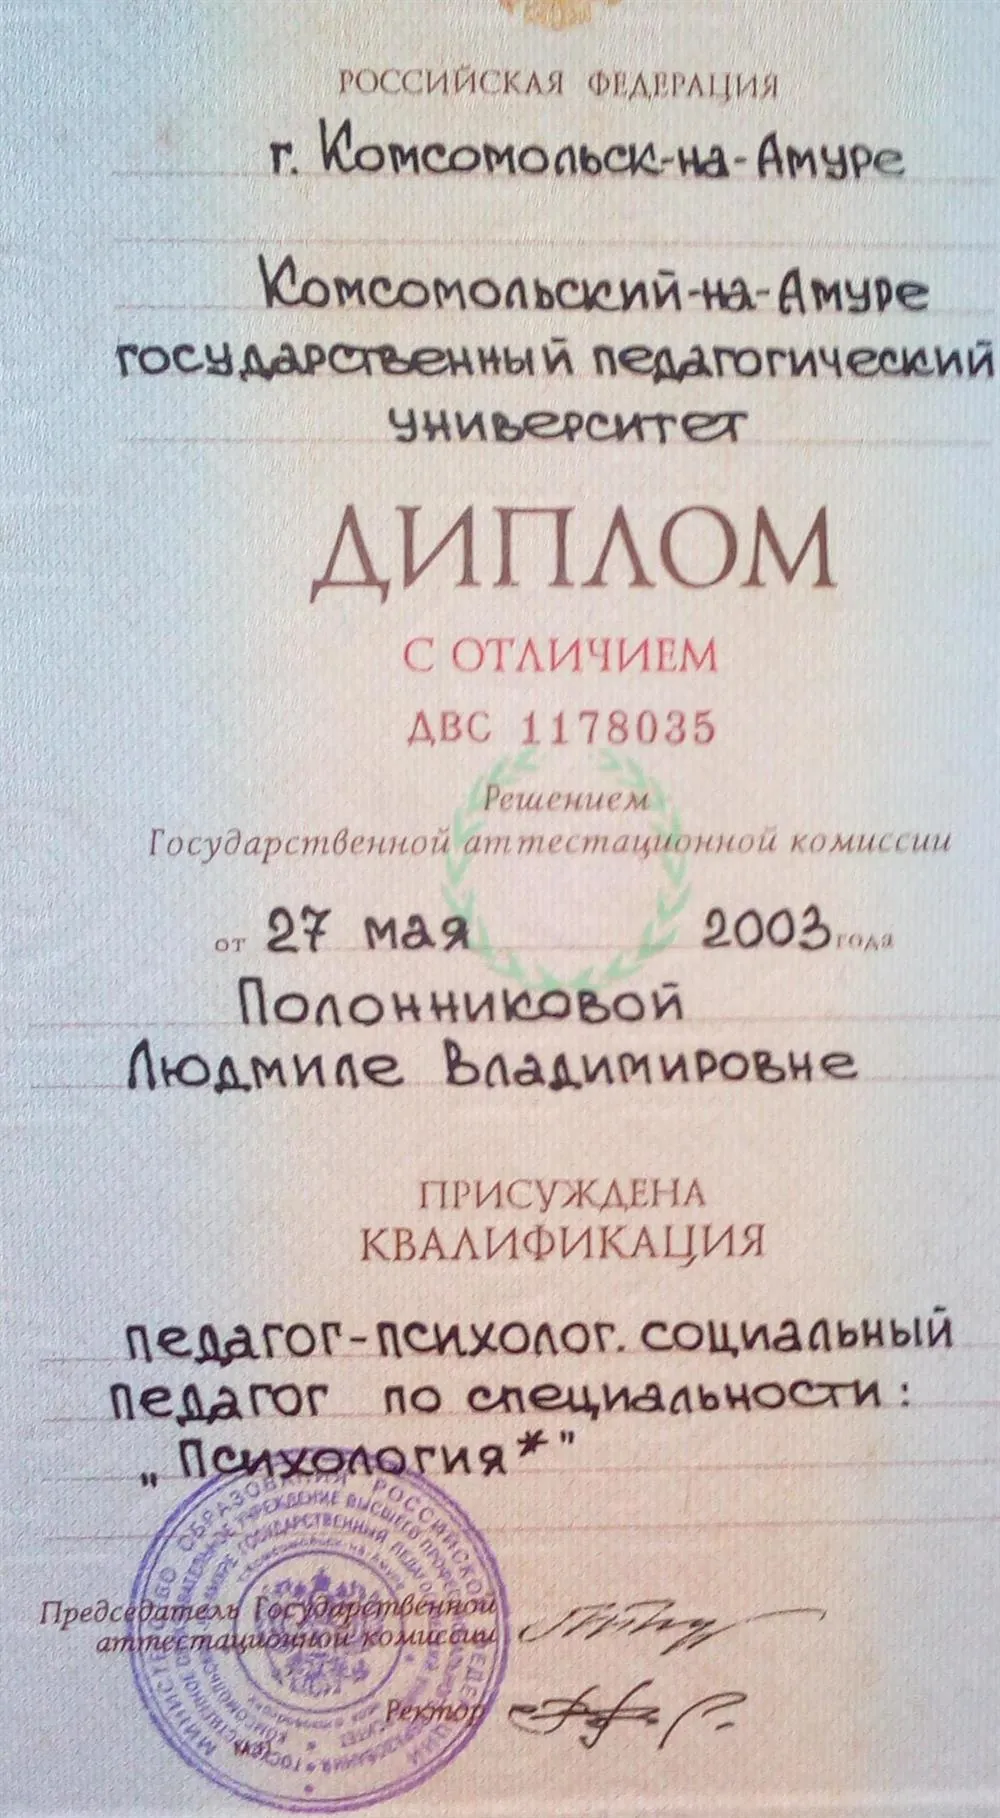 РОССИЙСКАЯ ФЕДЕРАЦИЯ
г. Комсомольск-на-Амуре
Комсомольский-на-Амуре
государственный педагогический
университет
ДИПЛОМ
С ОТЛИЧИЕМ
ДВС 1178035
Решением
Государственной аттестационной комиссии
от 27 мая 2003 года
Полонниковой
Людмиле Владимировне
ПРИСУЖДЕНА
КВАЛИФИКАЦИЯ
педагог-психолог. социальный
педагог по специальности:
„Психология*"
Председатель Государственной
аттестационной комиссии
Ректор